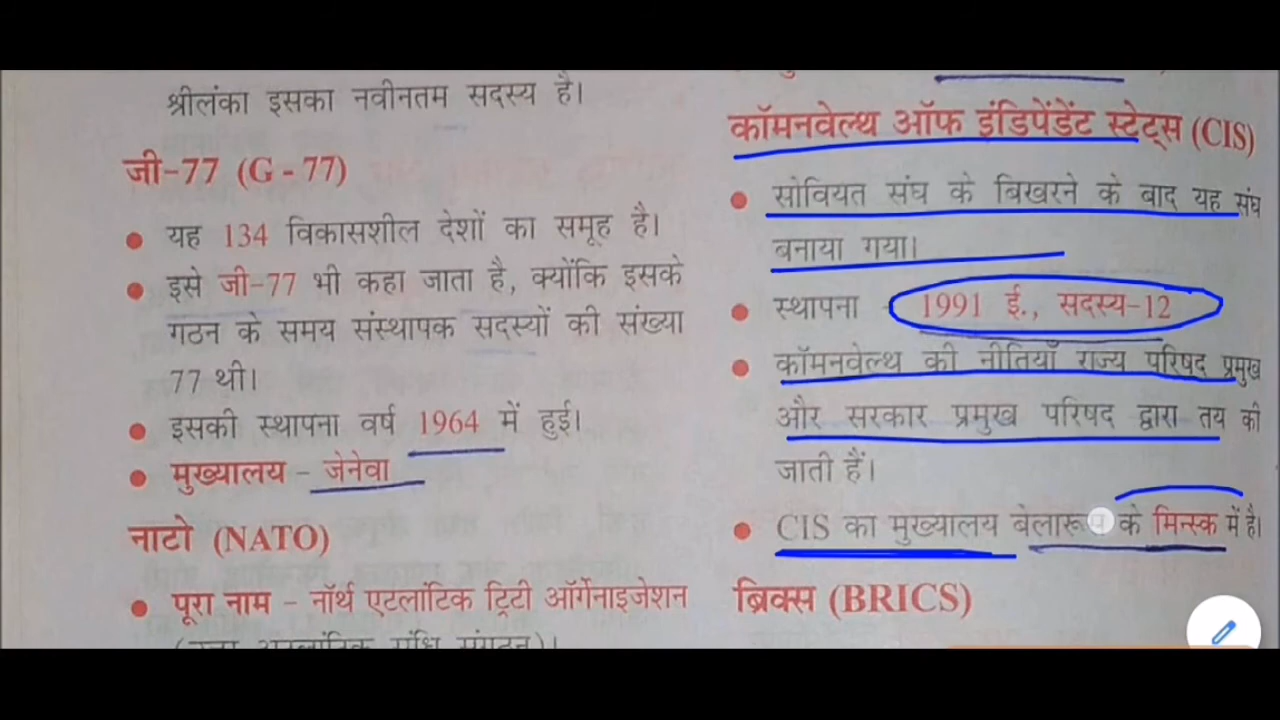 श्रीलंका इसका नवीनतम सदस्य है।
जी-77 (G - 77)
● यह 134 विकासशील देशों का समूह है।
● इसे जी-77 भी कहा जाता है, क्योंकि इसके
गठन के समय संस्थापक सदस्यों की संख्या
77 थी।
● इसकी स्थापना वर्ष 1964 में हुई।
● मुख्यालय – जेनेवा
नाटो (NATO)
● पूरा नाम – नॉर्थ एटलांटिक ट्रिटी ऑर्गेनाइजेशन
कॉमनवेल्थ ऑफ इंडिपेंडेंट स्टेट्स (CIS)
● सोवियत संघ के बिखरने के बाद यह संघ
बनाया गया।
● स्थापना - 1991 ई., सदस्य-12
● कॉमनवेल्थ की नीतियाँ राज्य परिषद प्रमुख
और सरकार प्रमुख परिषद द्वारा तय की
जाती हैं।
● CIS का मुख्यालय बेलारूस के मिन्स्क में है।
ब्रिक्स (BRICS)